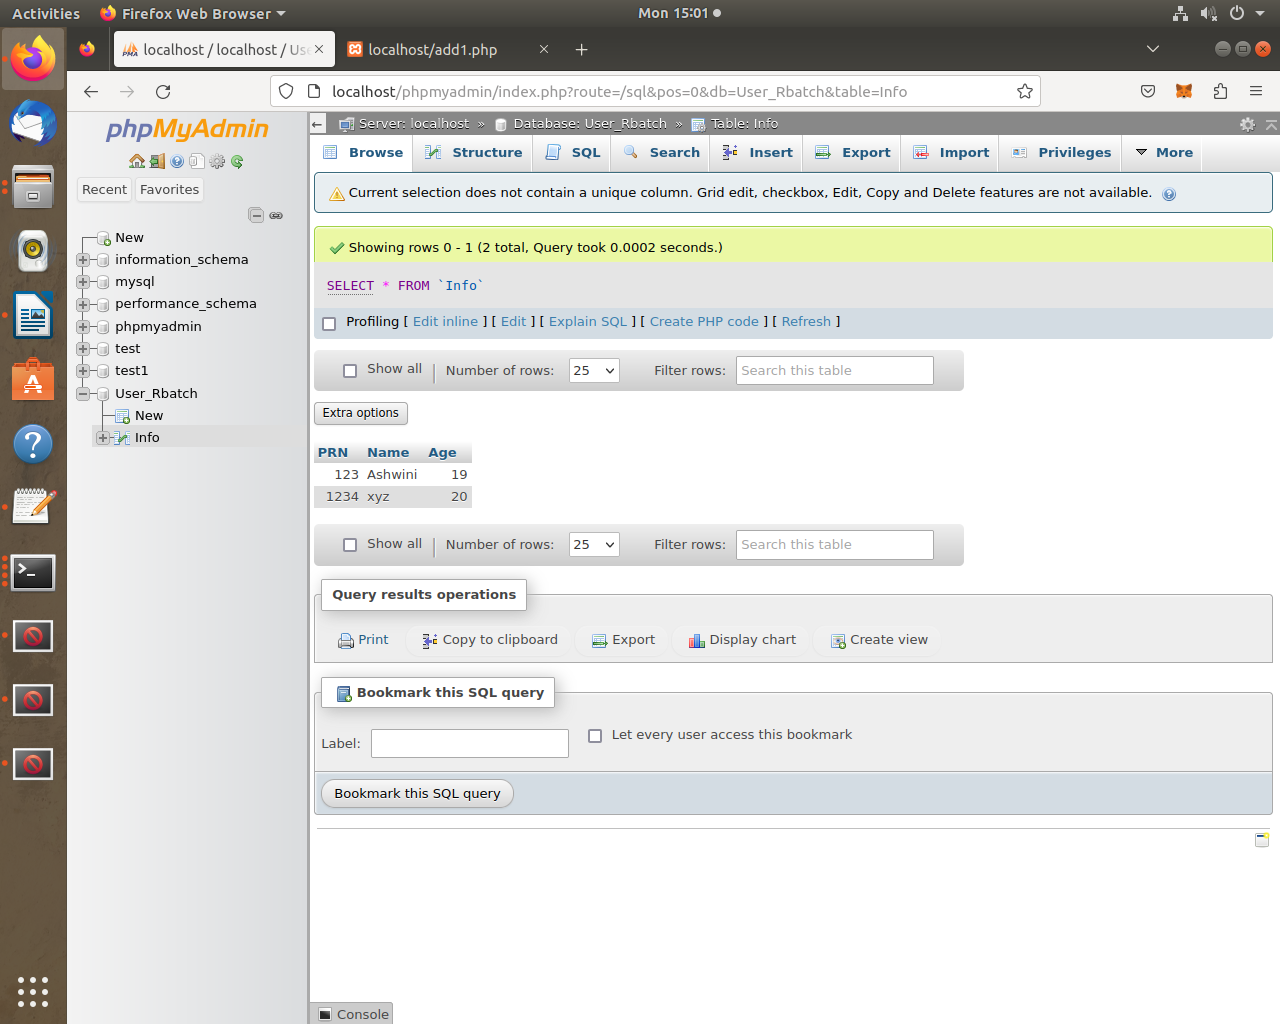 Activities Firefox Web Browser Mon 15:01
localhost / localhost / Us localhost/add1.php
localhost/phpmyadmin/index.php?route=/sql&pos=0&db=User_Rbatch&table=Info
phpMyAdmin
Recent Favorites
New
information_schema
mysql
performance_schema
phpmyadmin
test
test1
User_Rbatch
New
Info
Server: localhost » Database: User_Rbatch » Table: Info
Browse Structure SQL Search Insert Export Import Privileges More
Current selection does not contain a unique column. Grid edit, checkbox, Edit, Copy and Delete features are not available.
Showing rows 0 - 1 (2 total, Query took 0.0002 seconds.)
SELECT * FROM `Info`
Profiling [ Edit inline ] [ Edit ] [ Explain SQL ] [ Create PHP code ] [ Refresh ]
Show all Number of rows: 25 Filter rows: Search this table
Extra options
PRN Name Age
123 Ashwini 19
1234 xyz 20
Show all Number of rows: 25 Filter rows: Search this table
Query results operations
Print Copy to clipboard Export Display chart Create view
Bookmark this SQL query
Label: Let every user access this bookmark
Bookmark this SQL query
Console